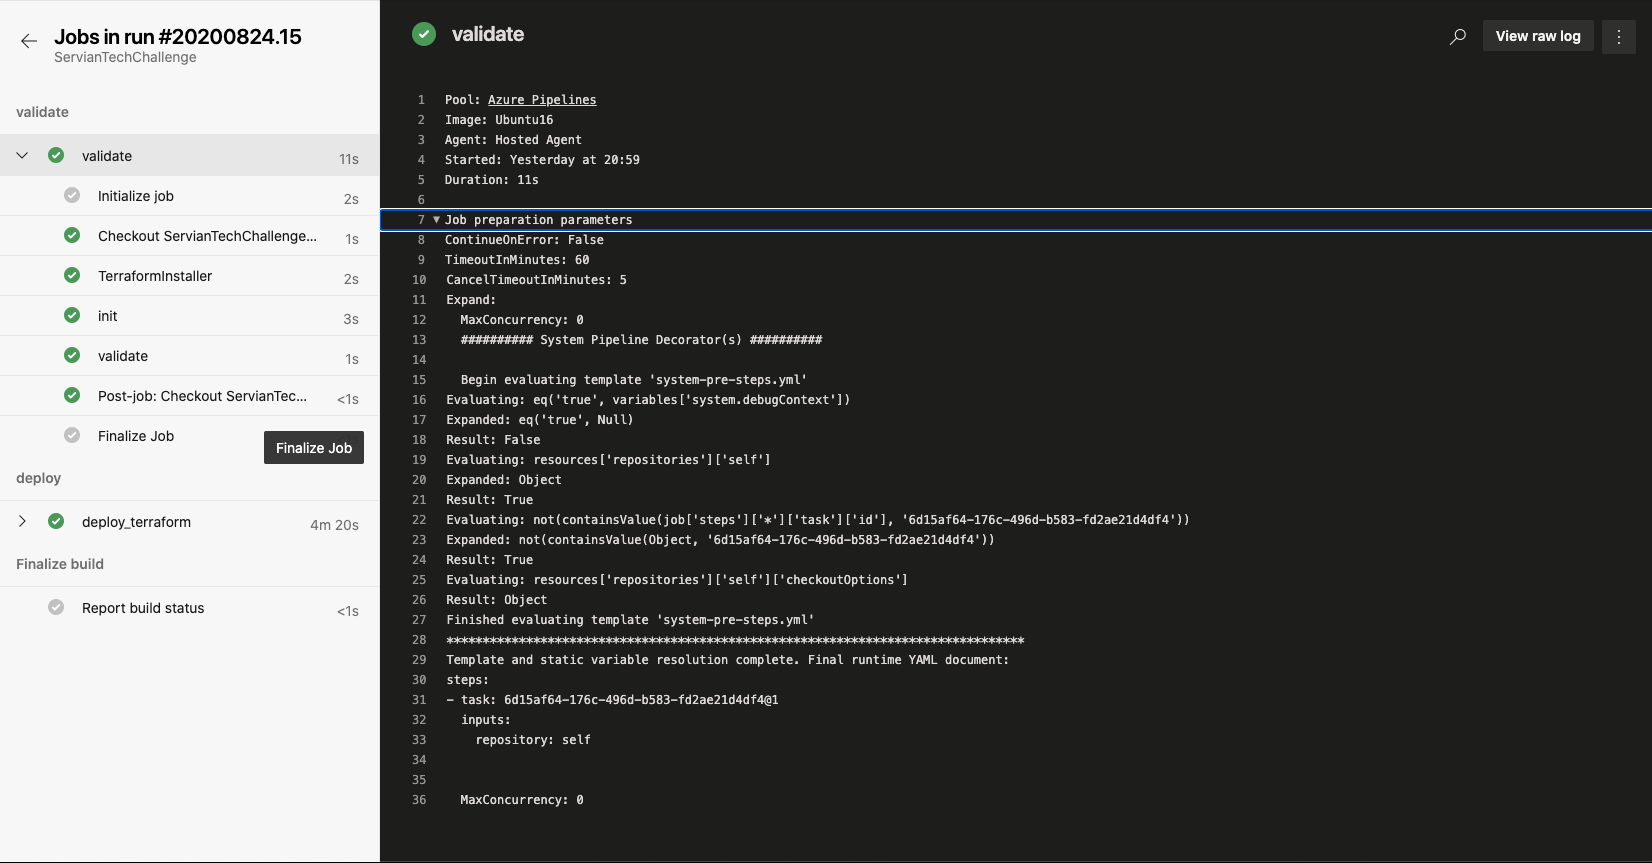 Jobs in run #20200824.15
ServianTechChallenge
validate
validate 11s
Initialize job 2s
Checkout ServianTechChallenge... 1s
TerraformInstaller 2s
init 3s
validate 1s
Post-job: Checkout ServianTec... <1s
Finalize Job
Finalize Job
deploy
deploy_terraform 4m 20s
Finalize build
Report build status <1s
validate
View raw log
1 Pool: Azure Pipelines
2 Image: Ubuntu16
3 Agent: Hosted Agent
4 Started: Yesterday at 20:59
5 Duration: 11s
6
7 ▼ Job preparation parameters
8 ContinueOnError: False
9 TimeoutInMinutes: 60
10 CancelTimeoutInMinutes: 5
11 Expand:
12 MaxConcurrency: 0
13 ########## System Pipeline Decorator(s) ##########
14
15 Begin evaluating template 'system-pre-steps.yml'
16 Evaluating: eq('true', variables['system.debugContext'])
17 Expanded: eq('true', Null)
18 Result: False
19 Evaluating: resources['repositories']['self']
20 Expanded: Object
21 Result: True
22 Evaluating: not(containsValue(job['steps']['*']['task']['id'], '6d15af64-176c-496d-b583-fd2ae21d4df4'))
23 Expanded: not(containsValue(Object, '6d15af64-176c-496d-b583-fd2ae21d4df4'))
24 Result: True
25 Evaluating: resources['repositories']['self']['checkoutOptions']
26 Result: Object
27 Finished evaluating template 'system-pre-steps.yml'
28 ********************************************************************************
29 Template and static variable resolution complete. Final runtime YAML document:
30 steps:
31 - task: 6d15af64-176c-496d-b583-fd2ae21d4df4@1
32 inputs:
33 repository: self
34
35
36 MaxConcurrency: 0